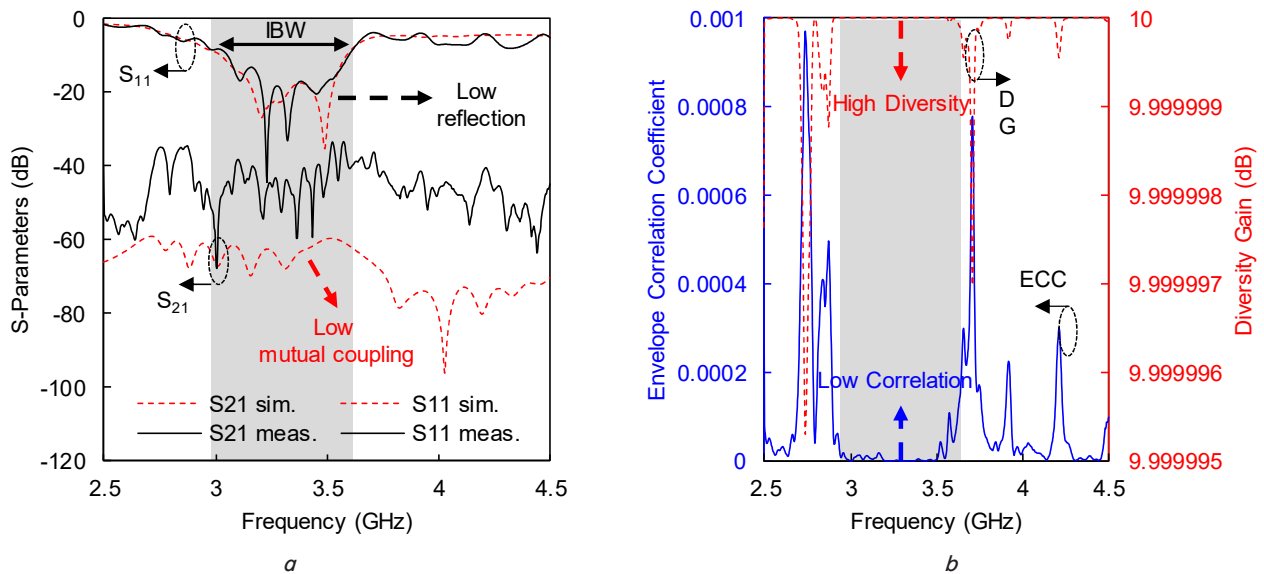 0
-20
-40
-60
-80
-100
-120
S-Parameters (dB)
IBW
S11
Low
reflection
S21
Low
mutual coupling
S21 sim.
S11 sim.
S21 meas.
S11 meas.
2.5
3
3.5
4
4.5
Frequency (GHz)
a
0.001
0.0008
0.0006
0.0004
0.0002
0
Envelope Correlation Coefficient
High Diversity
D
G
ECC
Low Correlation
10
9.999999
9.999998
9.999997
9.999996
9.999995
Diversity Gain (dB)
2.5
3
3.5
4
4.5
Frequency (GHz)
b